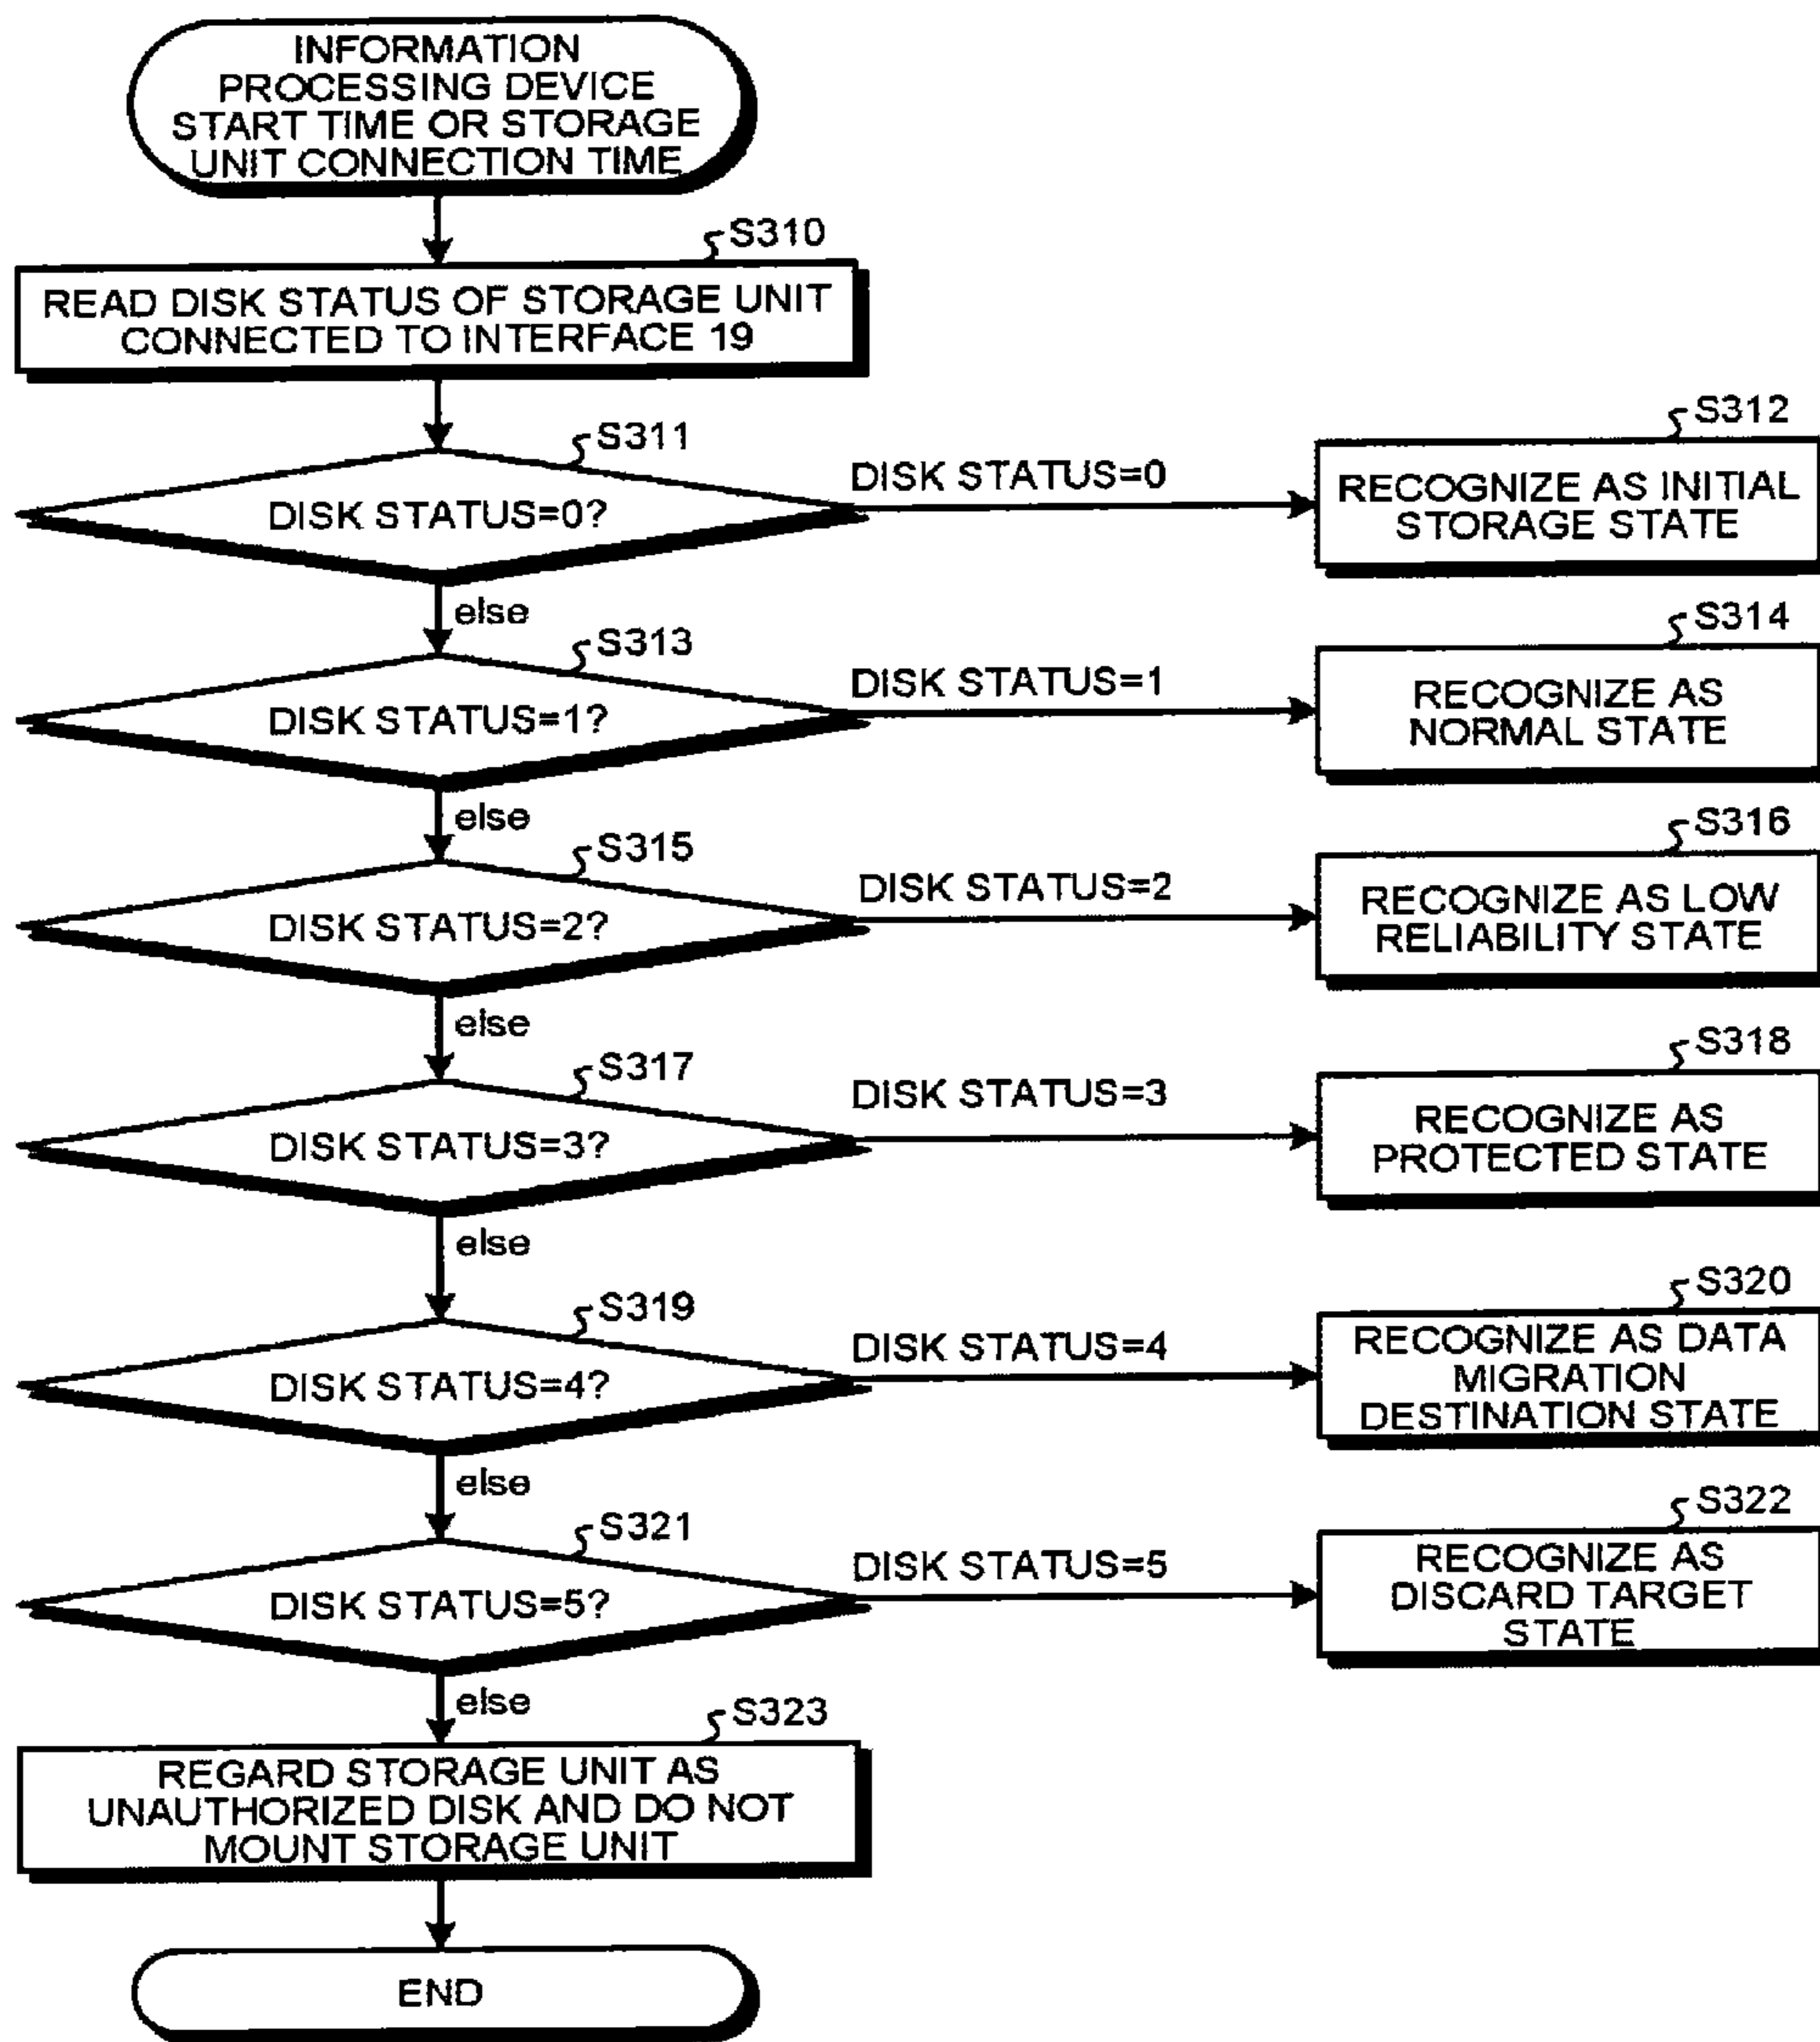 INFORMATION
PROCESSING DEVICE
START TIME OR STORAGE
UNIT CONNECTION TIME
S310
READ DISK STATUS OF STORAGE UNIT
CONNECTED TO INTERFACE 19
S311
DISK STATUS=0?
DISK STATUS=0
S312
RECOGNIZE AS INITIAL
STORAGE STATE
else
S313
DISK STATUS=1?
DISK STATUS=1
S314
RECOGNIZE AS
NORMAL STATE
else
S315
DISK STATUS=2?
DISK STATUS=2
S316
RECOGNIZE AS LOW
RELIABILITY STATE
else
S317
DISK STATUS=3?
DISK STATUS=3
S318
RECOGNIZE AS
PROTECTED STATE
else
S319
DISK STATUS=4?
DISK STATUS=4
S320
RECOGNIZE AS DATA
MIGRATION
DESTINATION STATE
else
S321
DISK STATUS=5?
DISK STATUS=5
S322
RECOGNIZE AS
DISCARD TARGET
STATE
else
S323
REGARD STORAGE UNIT AS
UNAUTHORIZED DISK AND DO NOT
MOUNT STORAGE UNIT
END